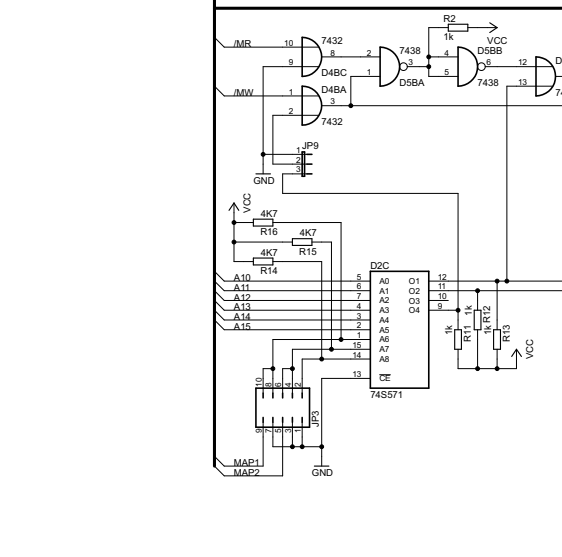 R2
1k
VCC
/MR
10
9
7432
8
D4BC
2
1
7438
3
D5BA
D5BB
4
5
6
7438
12
13
D
7
/MW
1
2
D4BA
3
7432
JP9
1
2
3
GND
VCC
4K7
R16
4K7
R15
4K7
R14
D2C
A10 5 A0 O1 12
A11 6 A1 O2 11
A12 7 A2 O3 10
A13 4 A3 O4 9
A14 3 A4
A15 2 A5
1 A6
15 A7
14 A8
13 CE
74S571
1k R11
1k R12
1k R13
VCC
10 8 6 4 2
JP3
9 7 5 3 1
MAP1
MAP2
GND